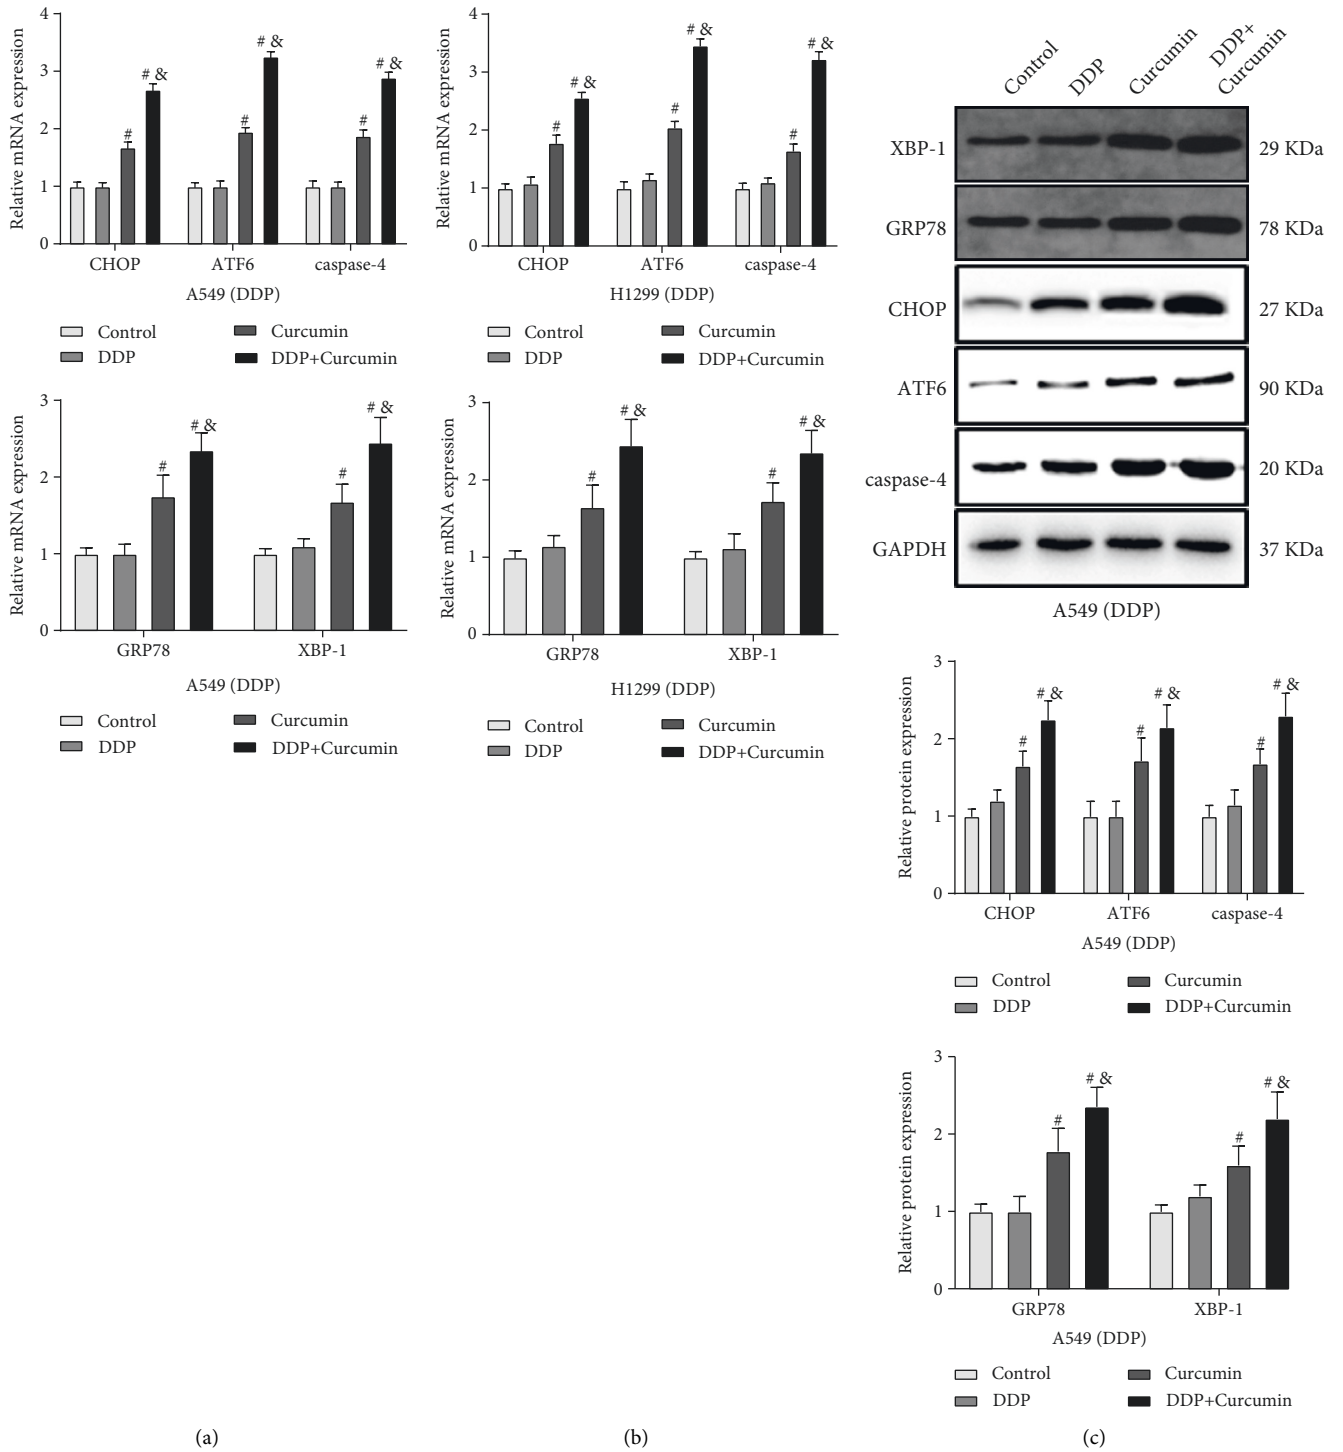 4
3
2
1
0
Relative mRNA expression
# # &
# # &
# # &
CHOP ATF6 caspase-4
A549 (DDP)
Control Curcumin
DDP DDP+Curcumin
3
2
1
0
Relative mRNA expression
# # &
# # &
GRP78 XBP-1
A549 (DDP)
Control Curcumin
DDP DDP+Curcumin
(a)
4
3
2
1
0
Relative mRNA expression
# # &
# # &
# # &
CHOP ATF6 caspase-4
H1299 (DDP)
Control Curcumin
DDP DDP+Curcumin
3
2
1
0
Relative mRNA expression
# # &
# # &
GRP78 XBP-1
H1299 (DDP)
Control Curcumin
DDP DDP+Curcumin
(b)
Control
DDP
Curcumin
DDP+
Curcumin
XBP-1 29 KDa
GRP78 78 KDa
CHOP 27 KDa
ATF6 90 KDa
caspase-4 20 KDa
GAPDH 37 KDa
A549 (DDP)
3
2
1
0
Relative protein expression
# # &
# # &
# # &
CHOP ATF6 caspase-4
A549 (DDP)
Control Curcumin
DDP DDP+Curcumin
3
2
1
0
Relative protein expression
# # &
# # &
GRP78 XBP-1
A549 (DDP)
Control Curcumin
DDP DDP+Curcumin
(c)